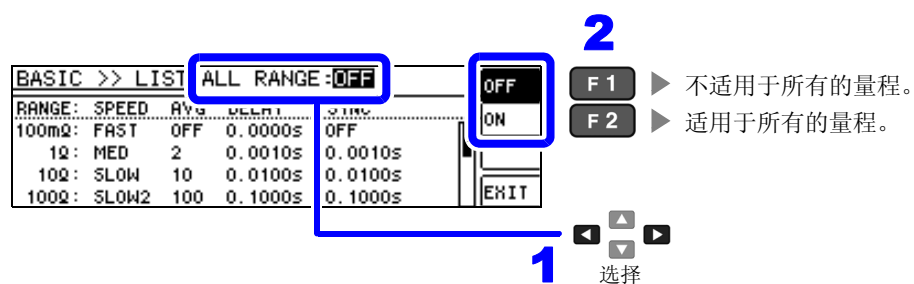 2
BASIC >> LIST ALL RANGE:OFF
OFF
F1 ▶ 不适用于所有的量程。
RANGE: SPEED AVG DELAY SYNC
ON
F2 ▶ 适用于所有的量程。
100mΩ: FAST OFF 0.0000s OFF
1Ω: MED 2 0.0010s 0.0010s
10Ω: SLOW 10 0.0100s 0.0100s
100Ω: SLOW2 100 0.1000s 0.1000s
EXIT
1
选择